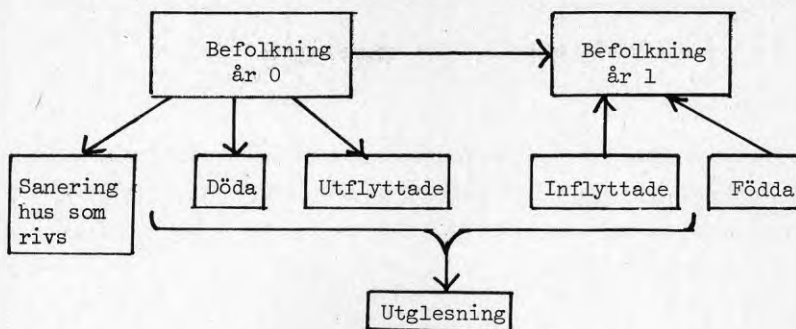 Befolkning
år 0
Befolkning
år 1
Sanering
hus som
rivs
Döda
Utflyttade
Inflyttade
Födda
Utglesning